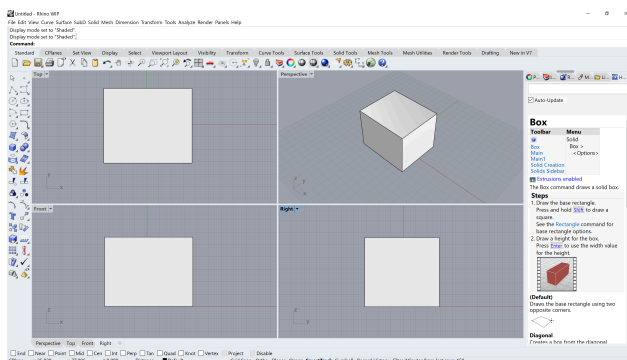 Untitled - Rhino WIP
File Edit View Curve Surface SubD Solid Mesh Dimension Transform Tools Analyze Render Panels Help
Display mode set to "Shaded".
Display mode set to "Shaded".
Command:
Standard CPlanes Set View Display Select Viewport Layout Visibility Transform Curve Tools Surface Tools Solid Tools Mesh Tools Mesh Utilities Render Tools Drafting New in V7
Top
Perspective
Front
Right
y
x
Auto-Update
Box
Toolbar Menu
Solid
Box Box >
Main <Options>
Main1
Solid Creation
Solids Sidebar
Extrusions enabled
The Box command draws a solid box.
Steps
1. Draw the base rectangle.
Press and hold Shift to draw a
square.
See the Rectangle command for
base rectangle options.
2. Draw a height for the box.
Press Enter to use the width value
for the height.
(Default)
Draws the base rectangle using two
opposite corners.
Diagonal
Creates a box from the diagonal
Perspective Top Front Right
End Near Point Mid Cen Int Perp Tan Quad Knot Vertex Project Disable